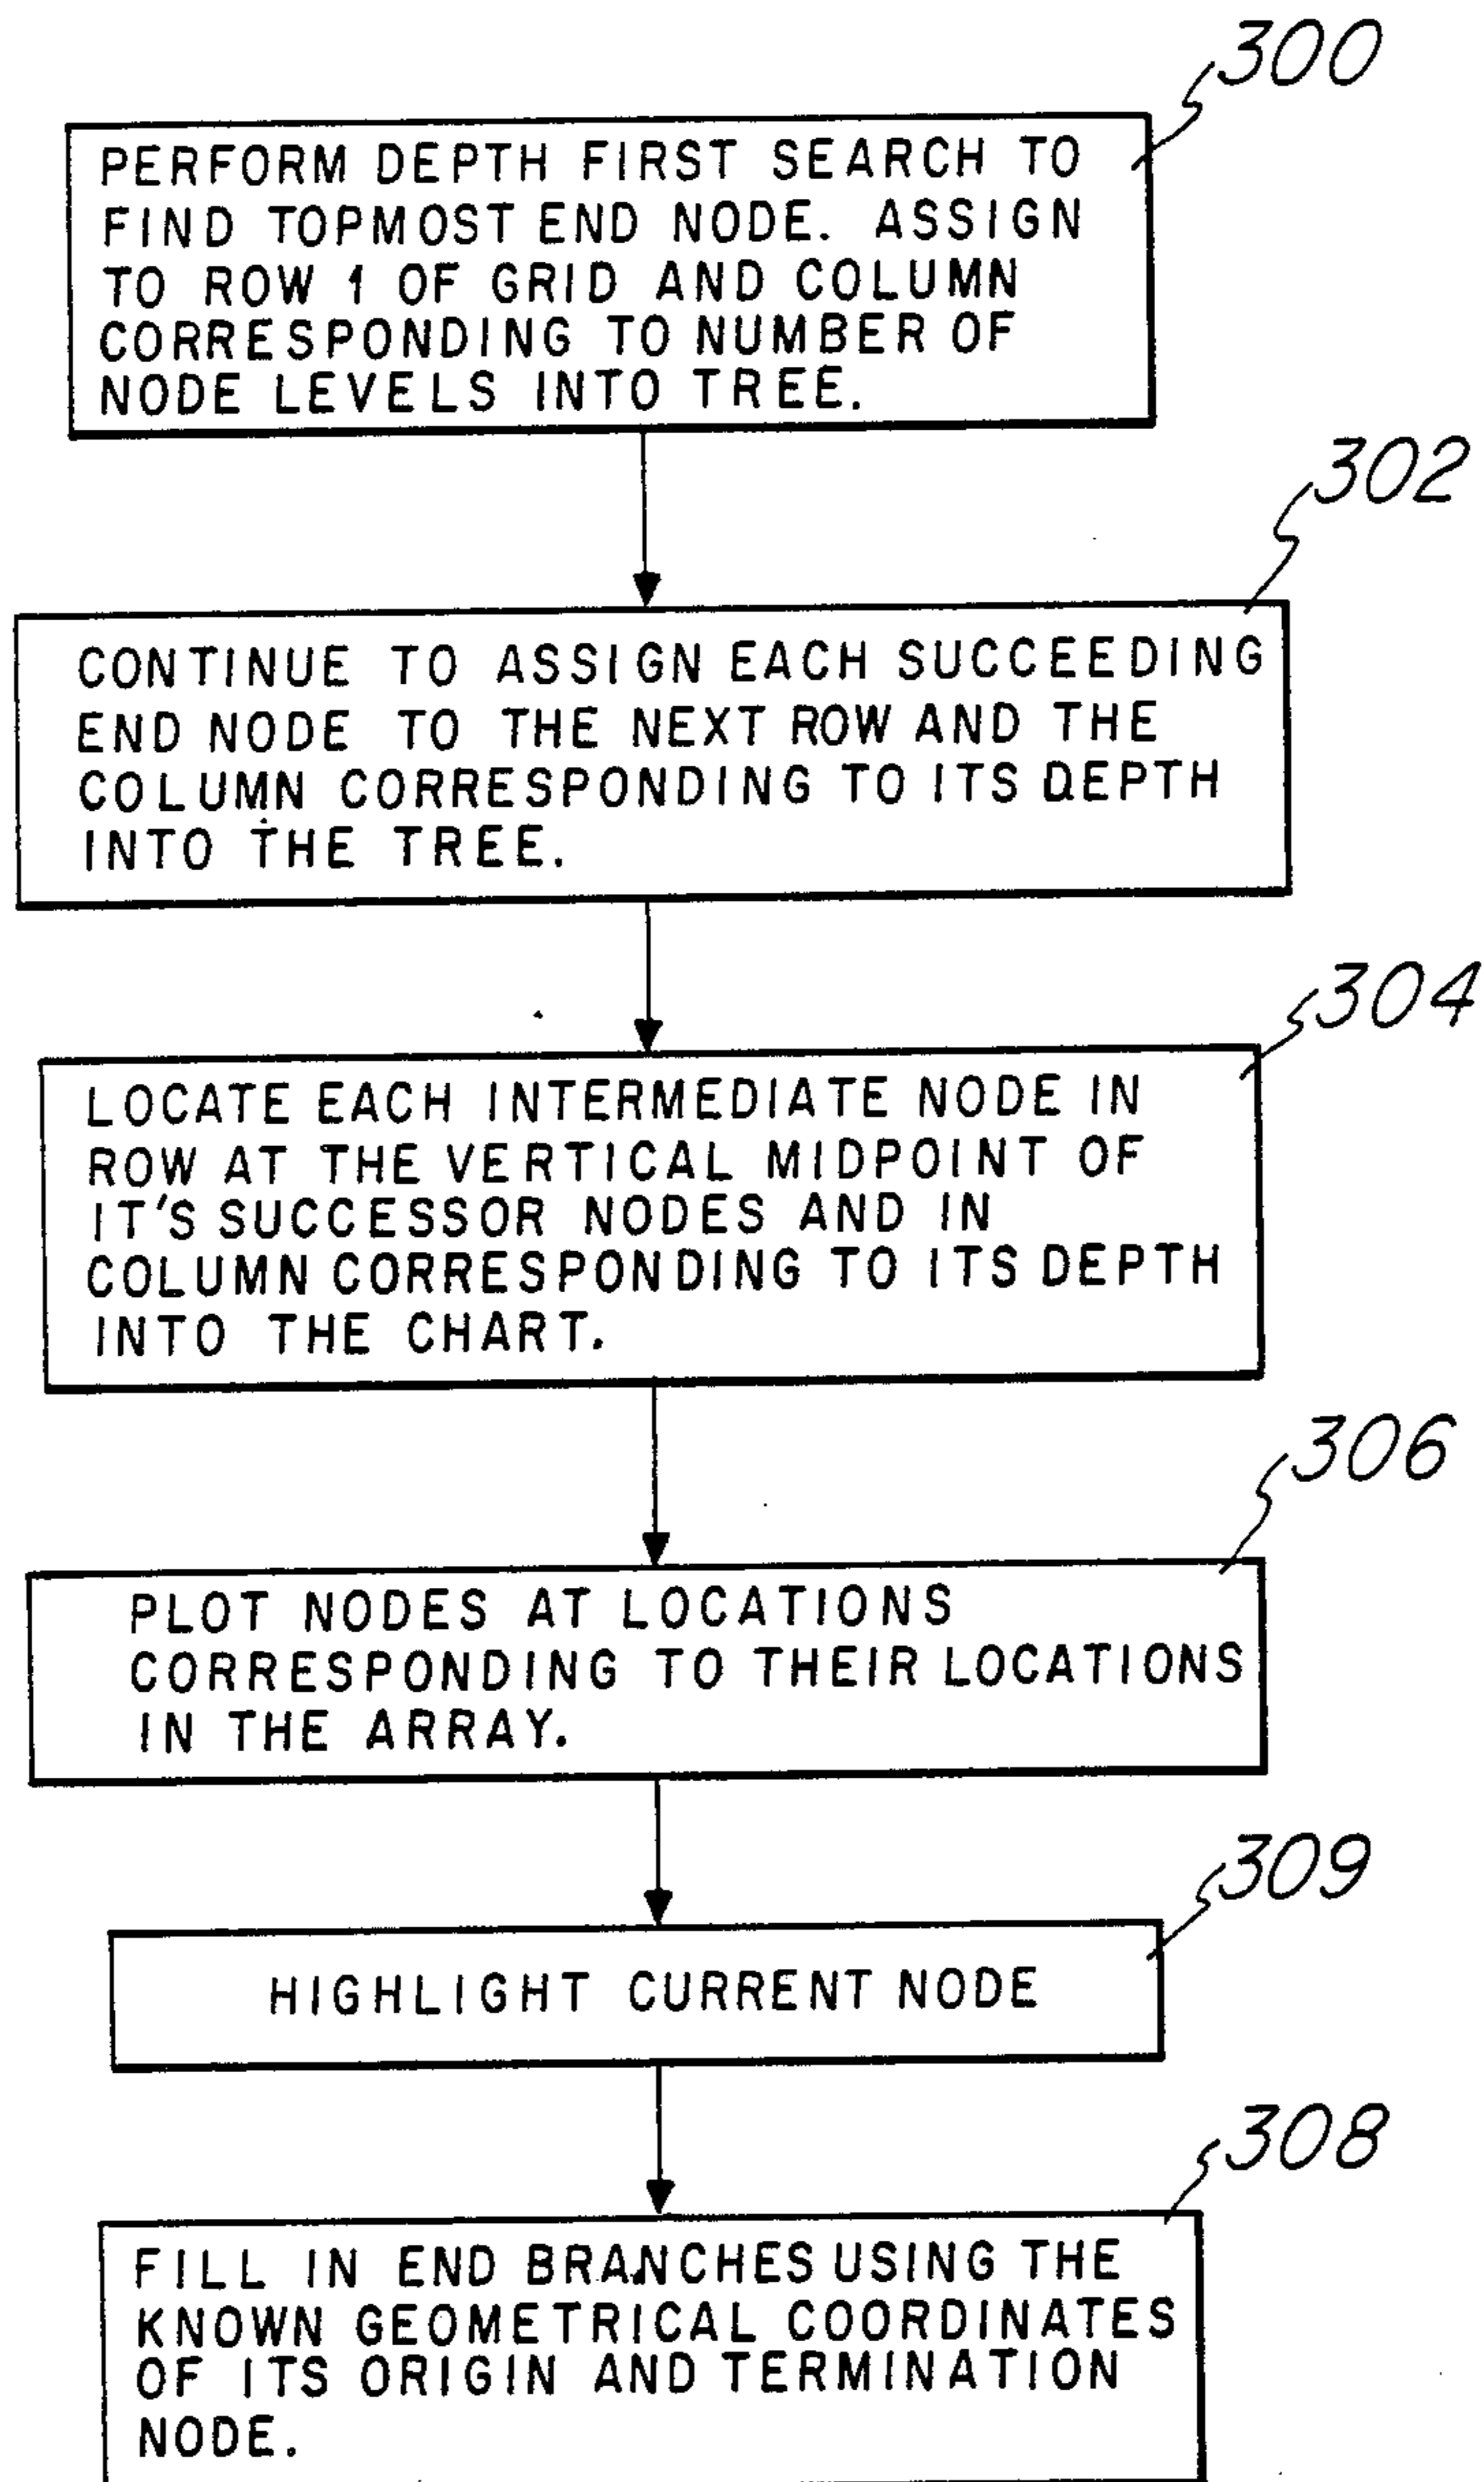 300
PERFORM DEPTH FIRST SEARCH TO
FIND TOPMOST END NODE. ASSIGN
TO ROW 1 OF GRID AND COLUMN
CORRESPONDING TO NUMBER OF
NODE LEVELS INTO TREE.
302
CONTINUE TO ASSIGN EACH SUCCEEDING
END NODE TO THE NEXT ROW AND THE
COLUMN CORRESPONDING TO ITS DEPTH
INTO THE TREE.
304
LOCATE EACH INTERMEDIATE NODE IN
ROW AT THE VERTICAL MIDPOINT OF
IT'S SUCCESSOR NODES AND IN
COLUMN CORRESPONDING TO ITS DEPTH
INTO THE CHART.
306
PLOT NODES AT LOCATIONS
CORRESPONDING TO THEIR LOCATIONS
IN THE ARRAY.
309
HIGHLIGHT CURRENT NODE
308
FILL IN END BRANCHES USING THE
KNOWN GEOMETRICAL COORDINATES
OF ITS ORIGIN AND TERMINATION
NODE.